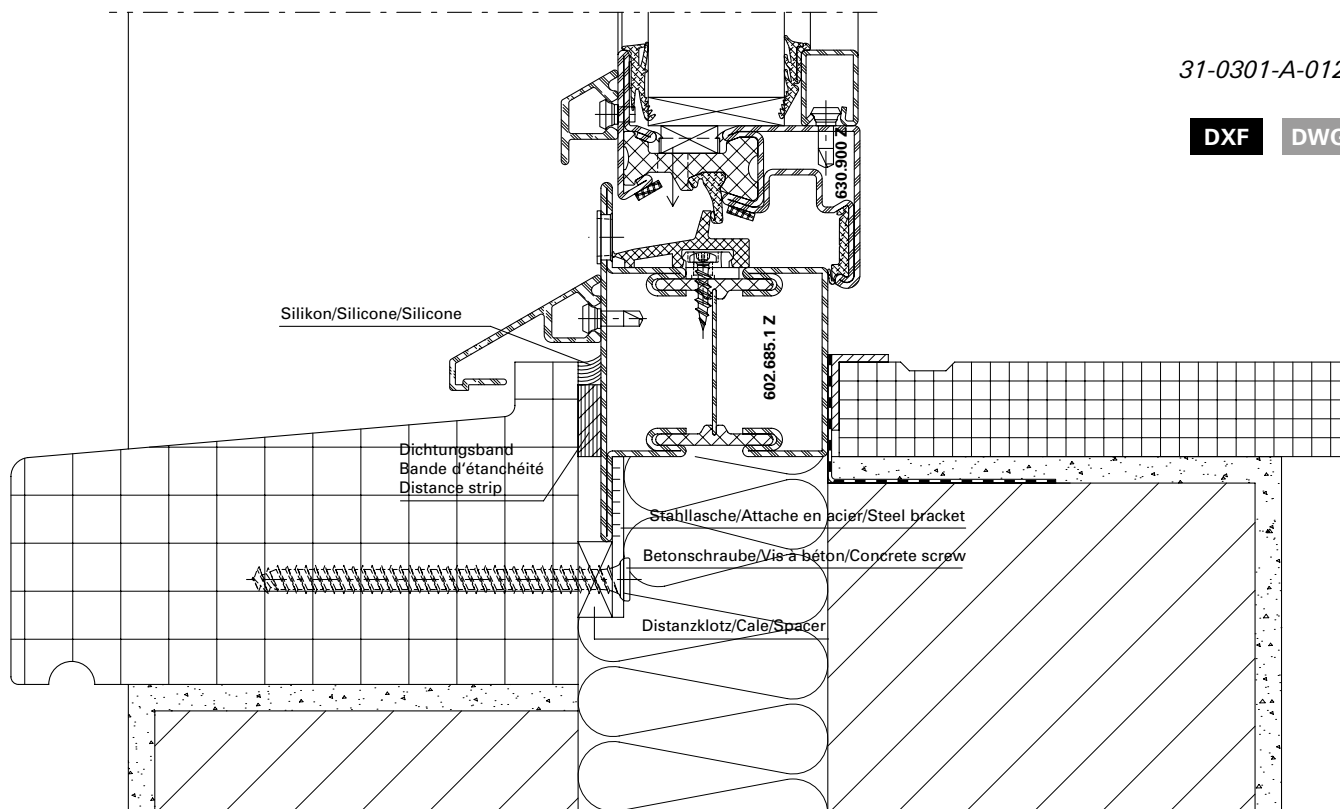 31-0301-A-012
DXF DWG
630.900 Z
Silikon/Silicone/Silicone
602.685.1 Z
Dichtungsband
Bande d'étanchéité
Distance strip
Stahllasche/Attache en acier/Steel bracket
Betonschraube/Vis à béton/Concrete screw
Distanzklotz/Cale/Spacer